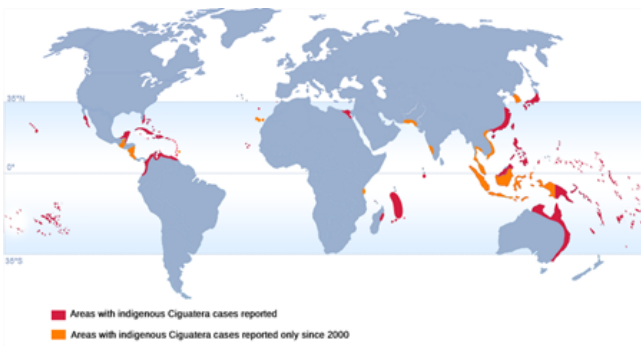 35°N
0°
35°S
Areas with indigenous Ciguatera cases reported
Areas with indigenous Ciguatera cases reported only since 2000